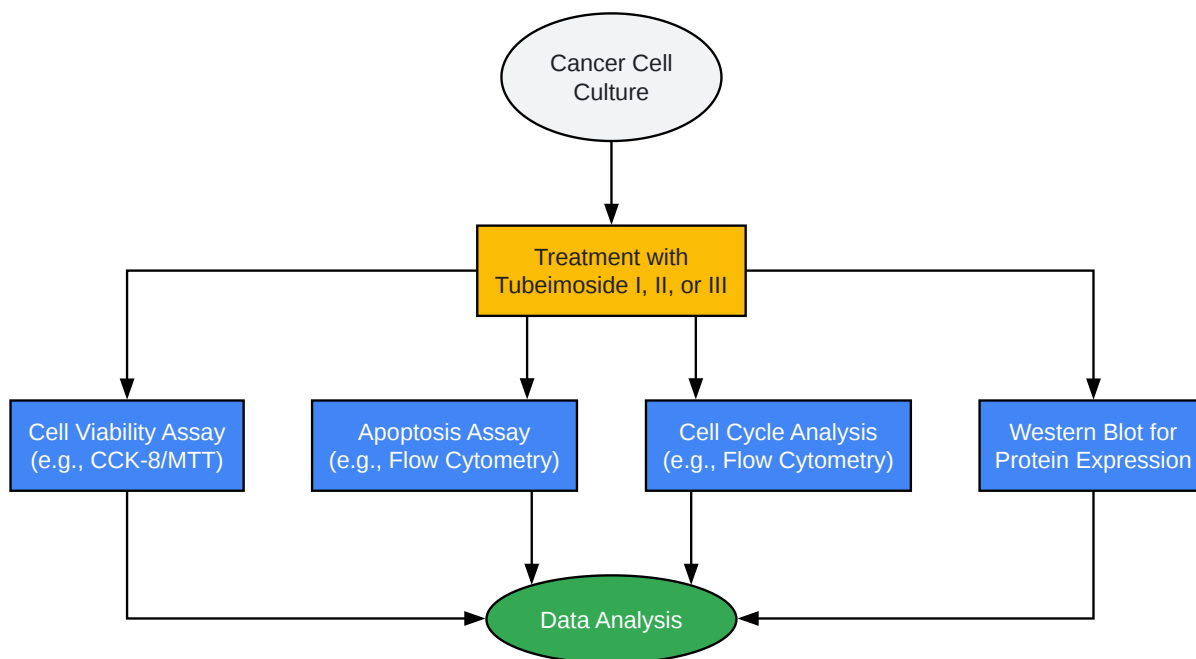 Cancer Cell
Culture
Treatment with
Tubeimoside I, II, or III
Cell Viability Assay
(e.g., CCK-8/MTT)
Apoptosis Assay
(e.g., Flow Cytometry)
Cell Cycle Analysis
(e.g., Flow Cytometry)
Western Blot for
Protein Expression
Data Analysis